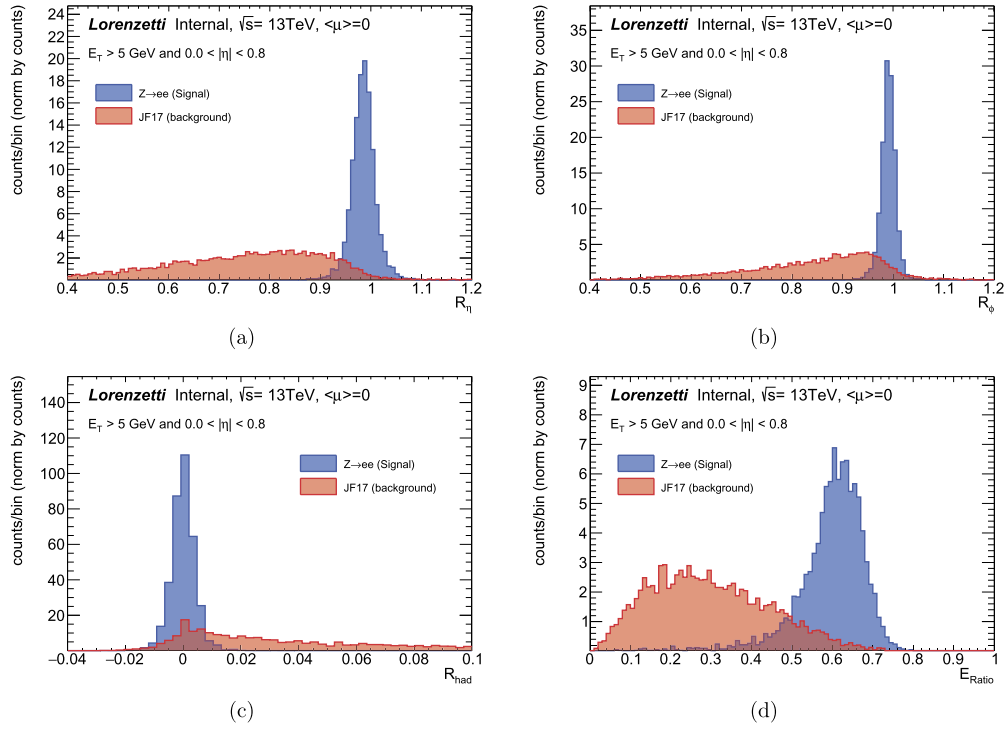 Lorenzetti Internal, √s= 13TeV, <μ>=0
E_T > 5 GeV and 0.0 < |η| < 0.8
Z→ee (Signal)
JF17 (background)
counts/bin (norm by counts)
24
22
20
18
16
14
12
10
8
6
4
2
0.4 0.5 0.6 0.7 0.8 0.9 1 1.1 1.2
R_η
(a)
Lorenzetti Internal, √s= 13TeV, <μ>=0
E_T > 5 GeV and 0.0 < |η| < 0.8
Z→ee (Signal)
JF17 (background)
counts/bin (norm by counts)
35
30
25
20
15
10
5
0.4 0.5 0.6 0.7 0.8 0.9 1 1.1 1.2
R_ϕ
(b)
Lorenzetti Internal, √s= 13TeV, <μ>=0
E_T > 5 GeV and 0.0 < |η| < 0.8
Z→ee (Signal)
JF17 (background)
counts/bin (norm by counts)
140
120
100
80
60
40
20
−0.04 −0.02 0 0.02 0.04 0.06 0.08 0.1
R_had
(c)
Lorenzetti Internal, √s= 13TeV, <μ>=0
E_T > 5 GeV and 0.0 < |η| < 0.8
Z→ee (Signal)
JF17 (background)
counts/bin (norm by counts)
9
8
7
6
5
4
3
2
1
0 0.1 0.2 0.3 0.4 0.5 0.6 0.7 0.8 0.9 1
E_Ratio
(d)